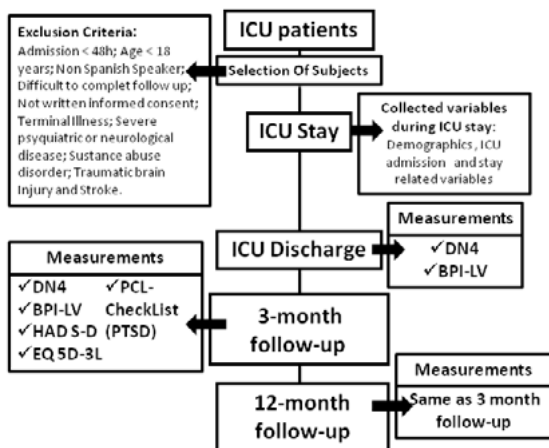 ICU patients
Exclusion Criteria:
Admission < 48h; Age < 18
years; Non Spanish Speaker;
Difficult to complet follow up;
Not written informed consent;
Terminal Illness; Severe
psyquiatric or neurological
disease; Sustance abuse
disorder; Traumatic brain
Injury and Stroke.
Selection Of Subjects
ICU Stay
Collected variables
during ICU stay:
Demographics, ICU
admission and stay
related variables
ICU Discharge
Measurements
✓DN4
✓BPI-LV
Measurements
✓DN4 ✓PCL-
✓BPI-LV CheckList
✓HAD S-D (PTSD)
✓EQ 5D-3L
3-month
follow-up
12-month
follow-up
Measurements
Same as 3 month
follow-up